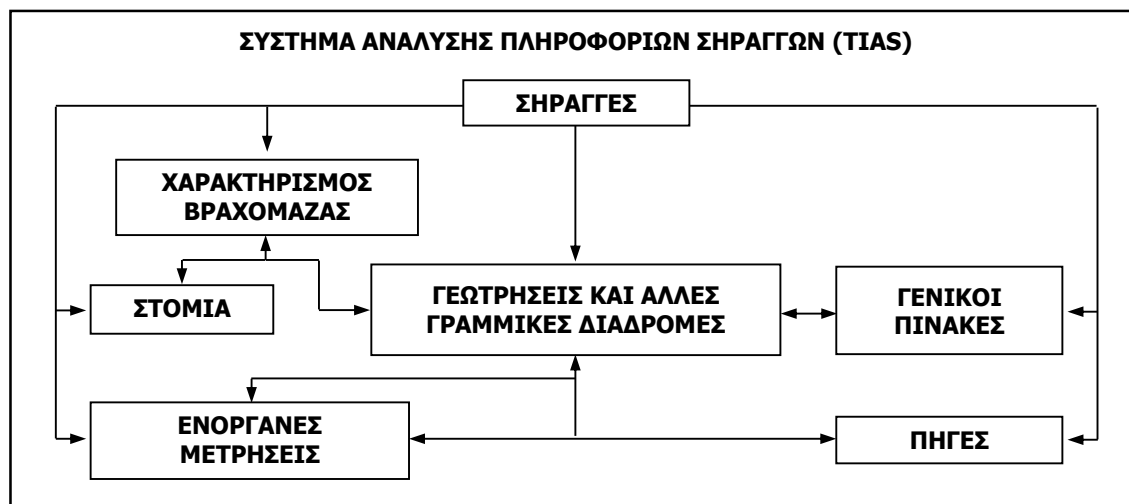 ΣΥΣΤΗΜΑ ΑΝΑΛΥΣΗΣ ΠΛΗΡΟΦΟΡΙΩΝ ΣΗΡΑΓΓΩΝ (TIAS)
ΣΗΡΑΓΓΕΣ
ΧΑΡΑΚΤΗΡΙΣΜΟΣ
ΒΡΑΧΟΜΑΖΑΣ
ΣΤΟΜΙΑ
ΓΕΩΤΡΗΣΕΙΣ ΚΑΙ ΑΛΛΕΣ
ΓΡΑΜΜΙΚΕΣ ΔΙΑΔΡΟΜΕΣ
ΓΕΝΙΚΟΙ
ΠΙΝΑΚΕΣ
ΕΝΟΡΓΑΝΕΣ
ΜΕΤΡΗΣΕΙΣ
ΠΗΓΕΣ